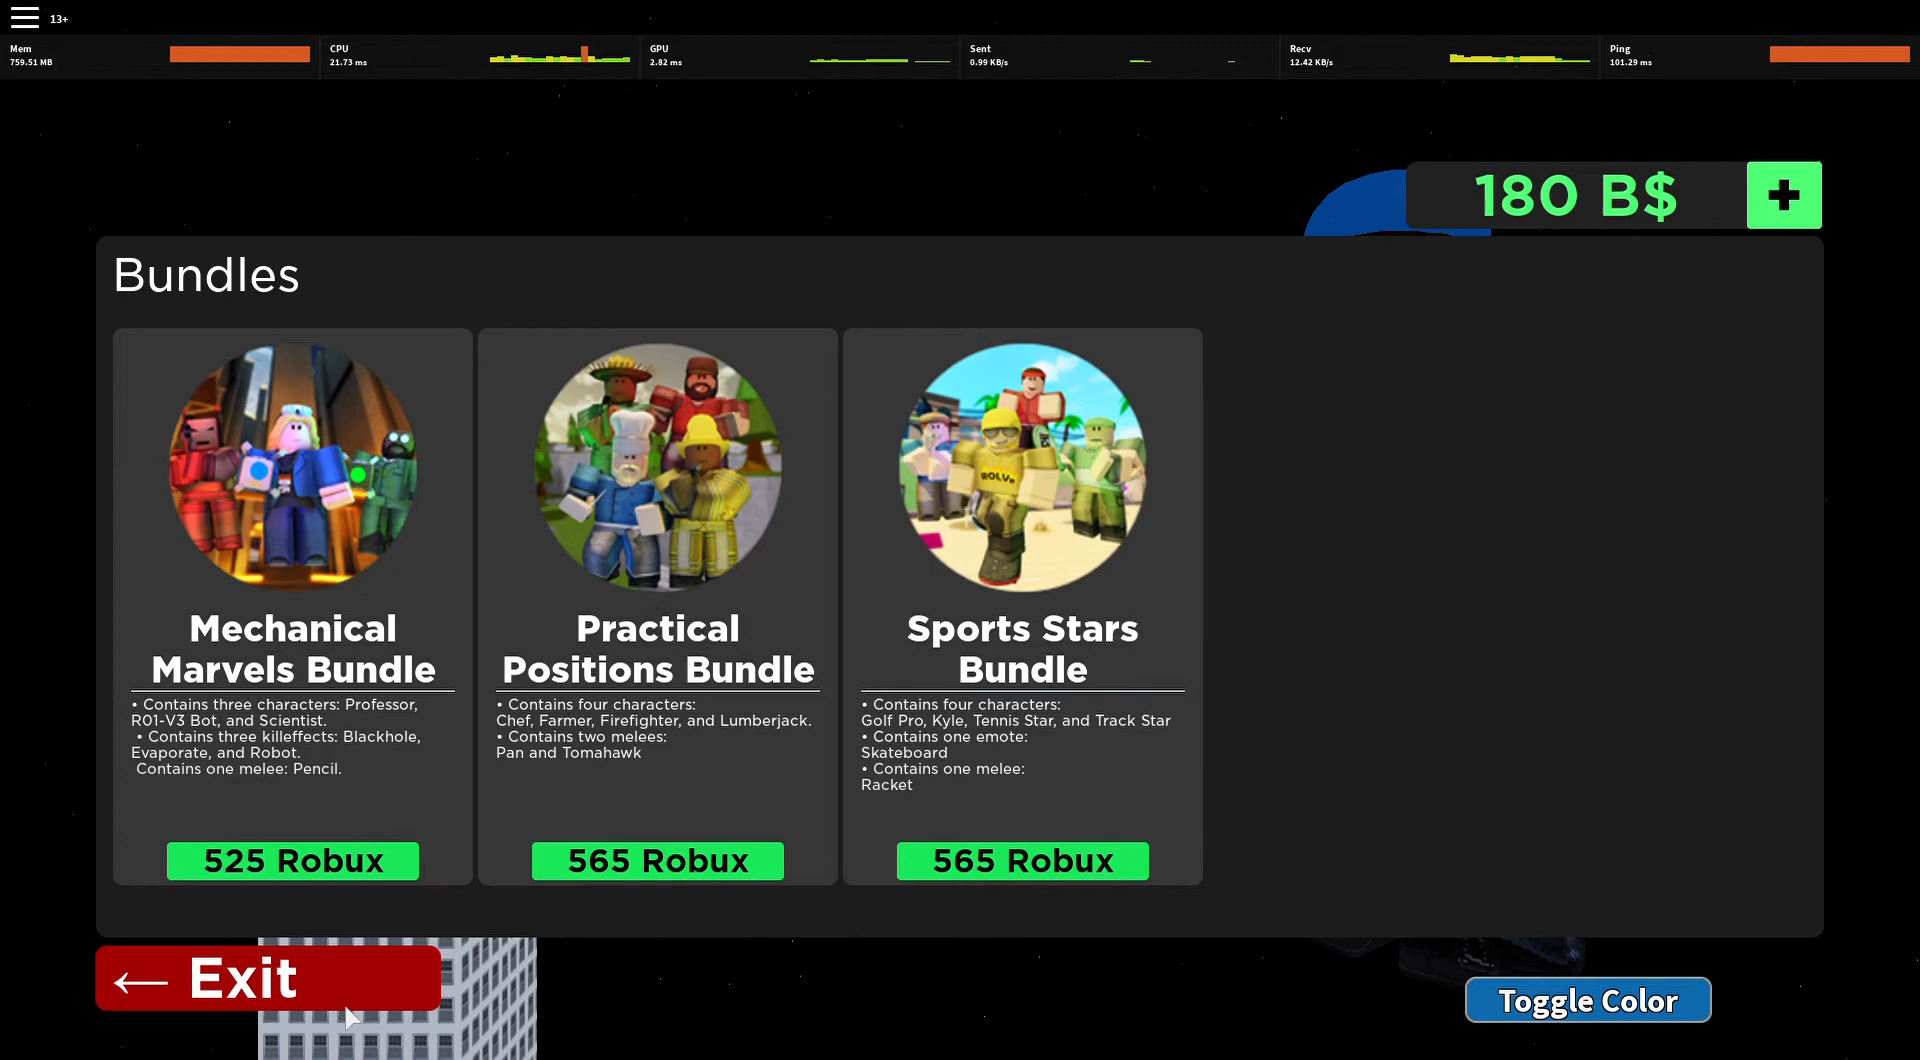 13+
Mem
759.51 MB
CPU
21.73 ms
GPU
2.82 ms
Sent
0.99 KB/s
Recv
12.42 KB/s
Ping
101.29 ms
180 B$
+
Bundles
ROLVe
Mechanical
Marvels Bundle
• Contains three characters: Professor,
R01-V3 Bot, and Scientist.
• Contains three killeffects: Blackhole,
Evaporate, and Robot.
Contains one melee: Pencil.
525 Robux
Practical
Positions Bundle
• Contains four characters:
Chef, Farmer, Firefighter, and Lumberjack.
• Contains two melees:
Pan and Tomahawk
565 Robux
Sports Stars
Bundle
• Contains four characters:
Golf Pro, Kyle, Tennis Star, and Track Star
• Contains one emote:
Skateboard
• Contains one melee:
Racket
565 Robux
← Exit
Toggle Color